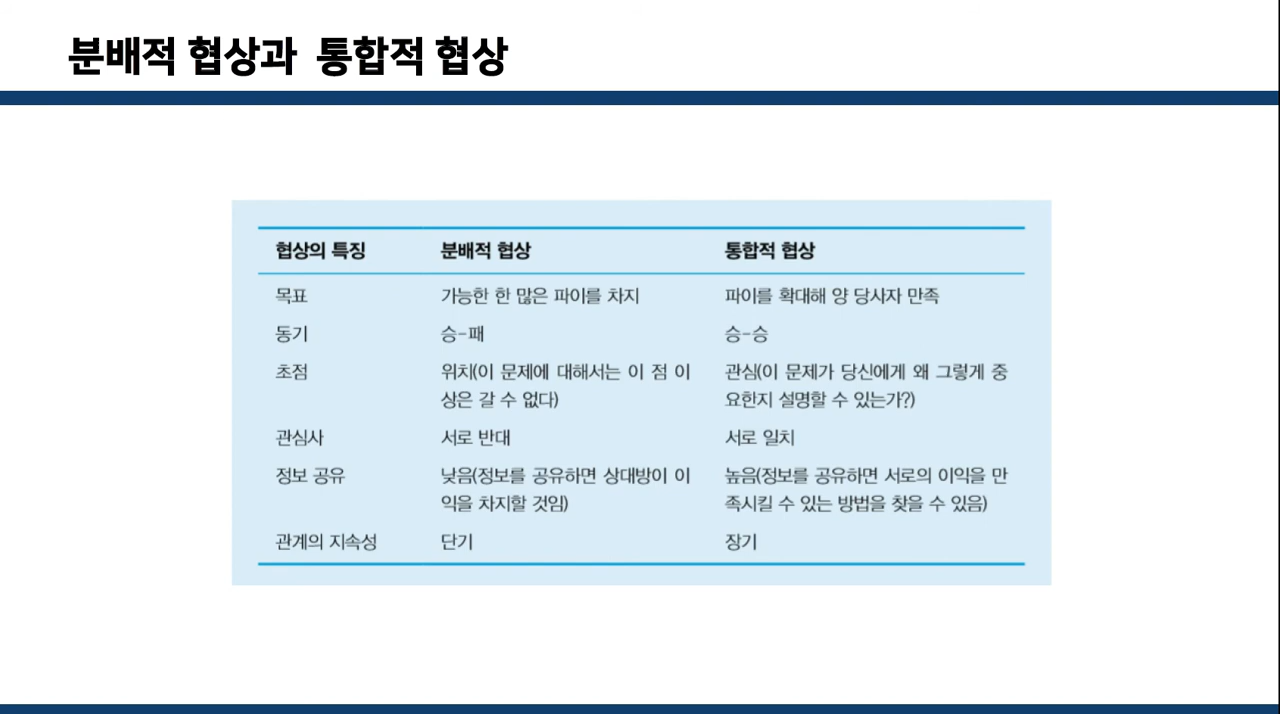 분배적 협상과 통합적 협상
협상의 특징 분배적 협상 통합적 협상
목표 가능한 한 많은 파이를 차지 파이를 확대해 양 당사자 만족
동기 승-패 승-승
초점 위치(이 문제에 대해서는 이 점 이 관심(이 문제가 당신에게 왜 그렇게 중
상은 갈 수 없다) 요한지 설명할 수 있는가?)
관심사 서로 반대 서로 일치
정보 공유 낮음(정보를 공유하면 상대방이 이 높음(정보를 공유하면 서로의 이익을 만
익을 차지할 것임) 족시킬 수 있는 방법을 찾을 수 있음)
관계의 지속성 단기 장기